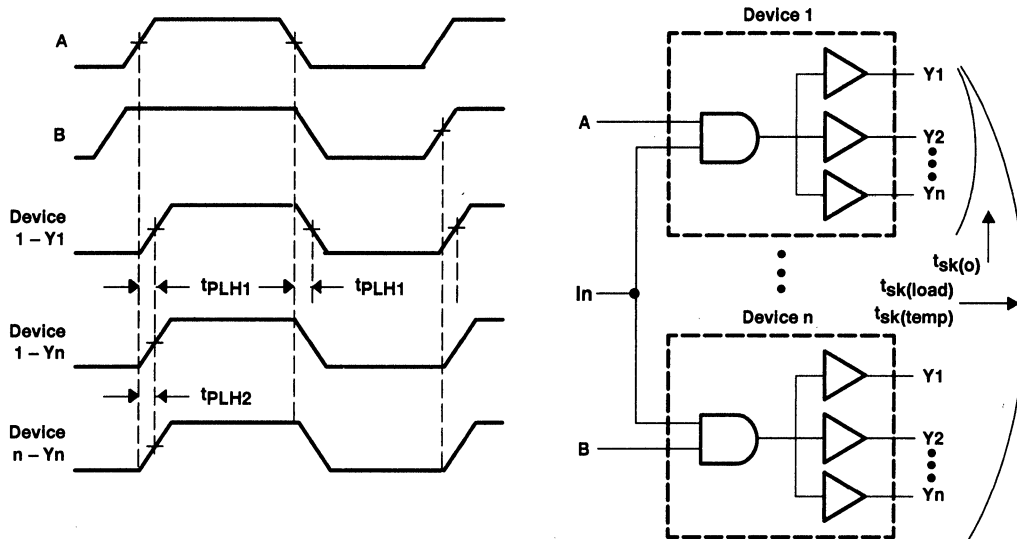 A
B
Device
1 – Y1
tPLH1
tPLH1
Device
1 – Yn
tPLH2
Device
n – Yn
Device 1
A
Y1
Y2
Yn
tsk(o)
In
tsk(load)
tsk(temp)
Device n
Y1
Y2
B
Yn